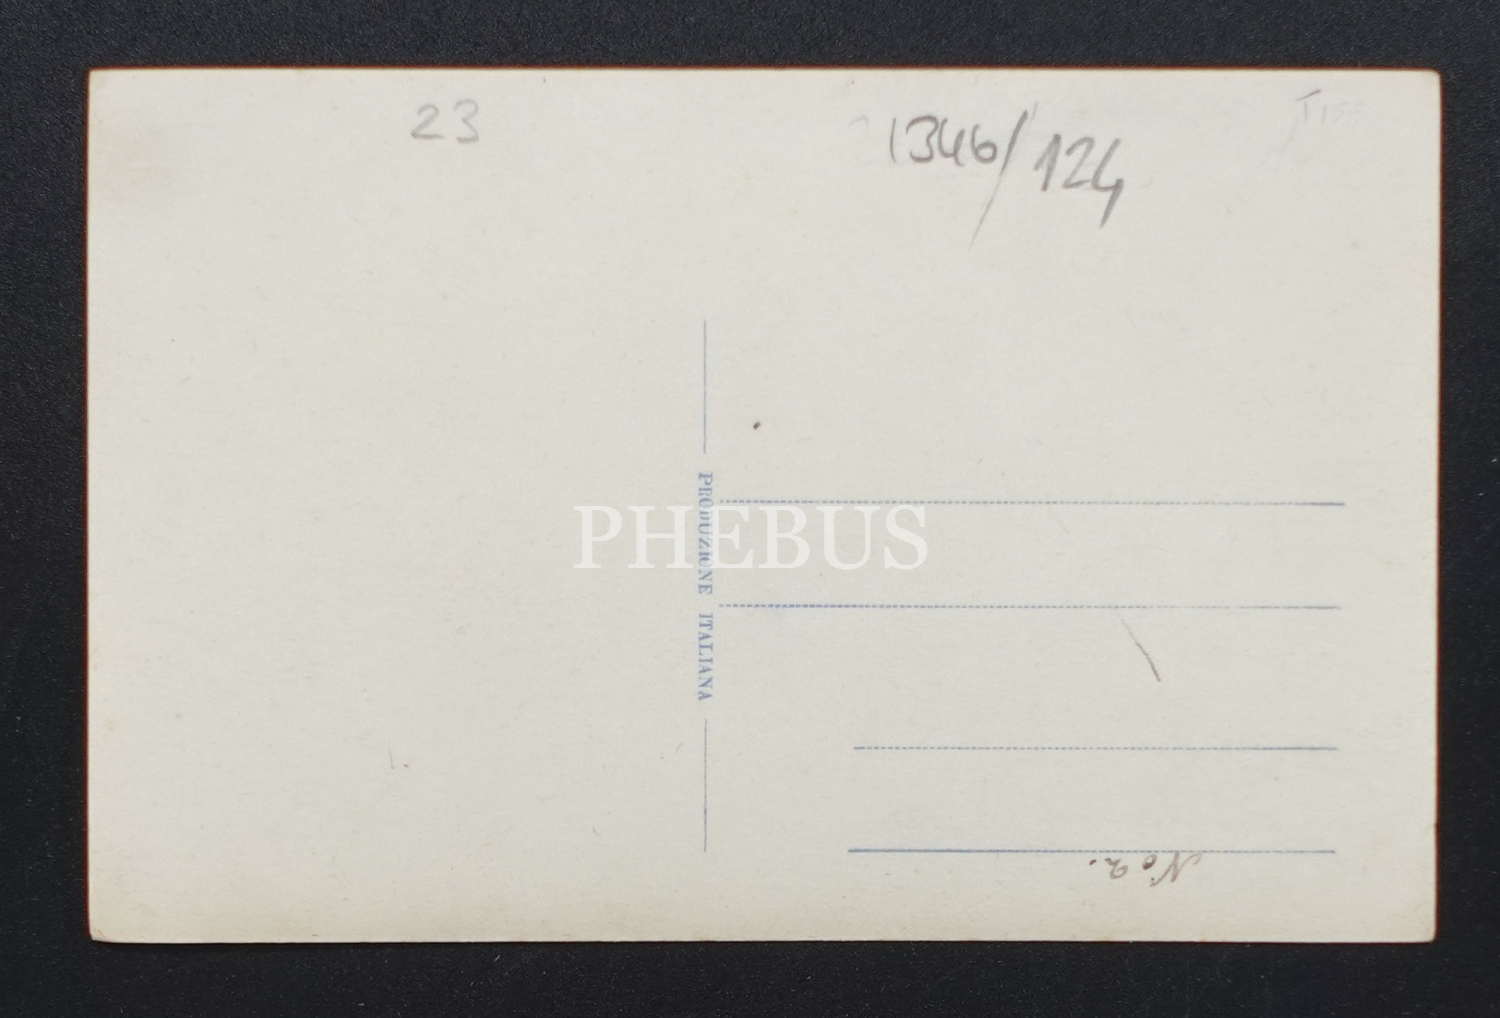 23
1346/124
PRODUZIONE ITALIANA
PHEBUS
No 2.